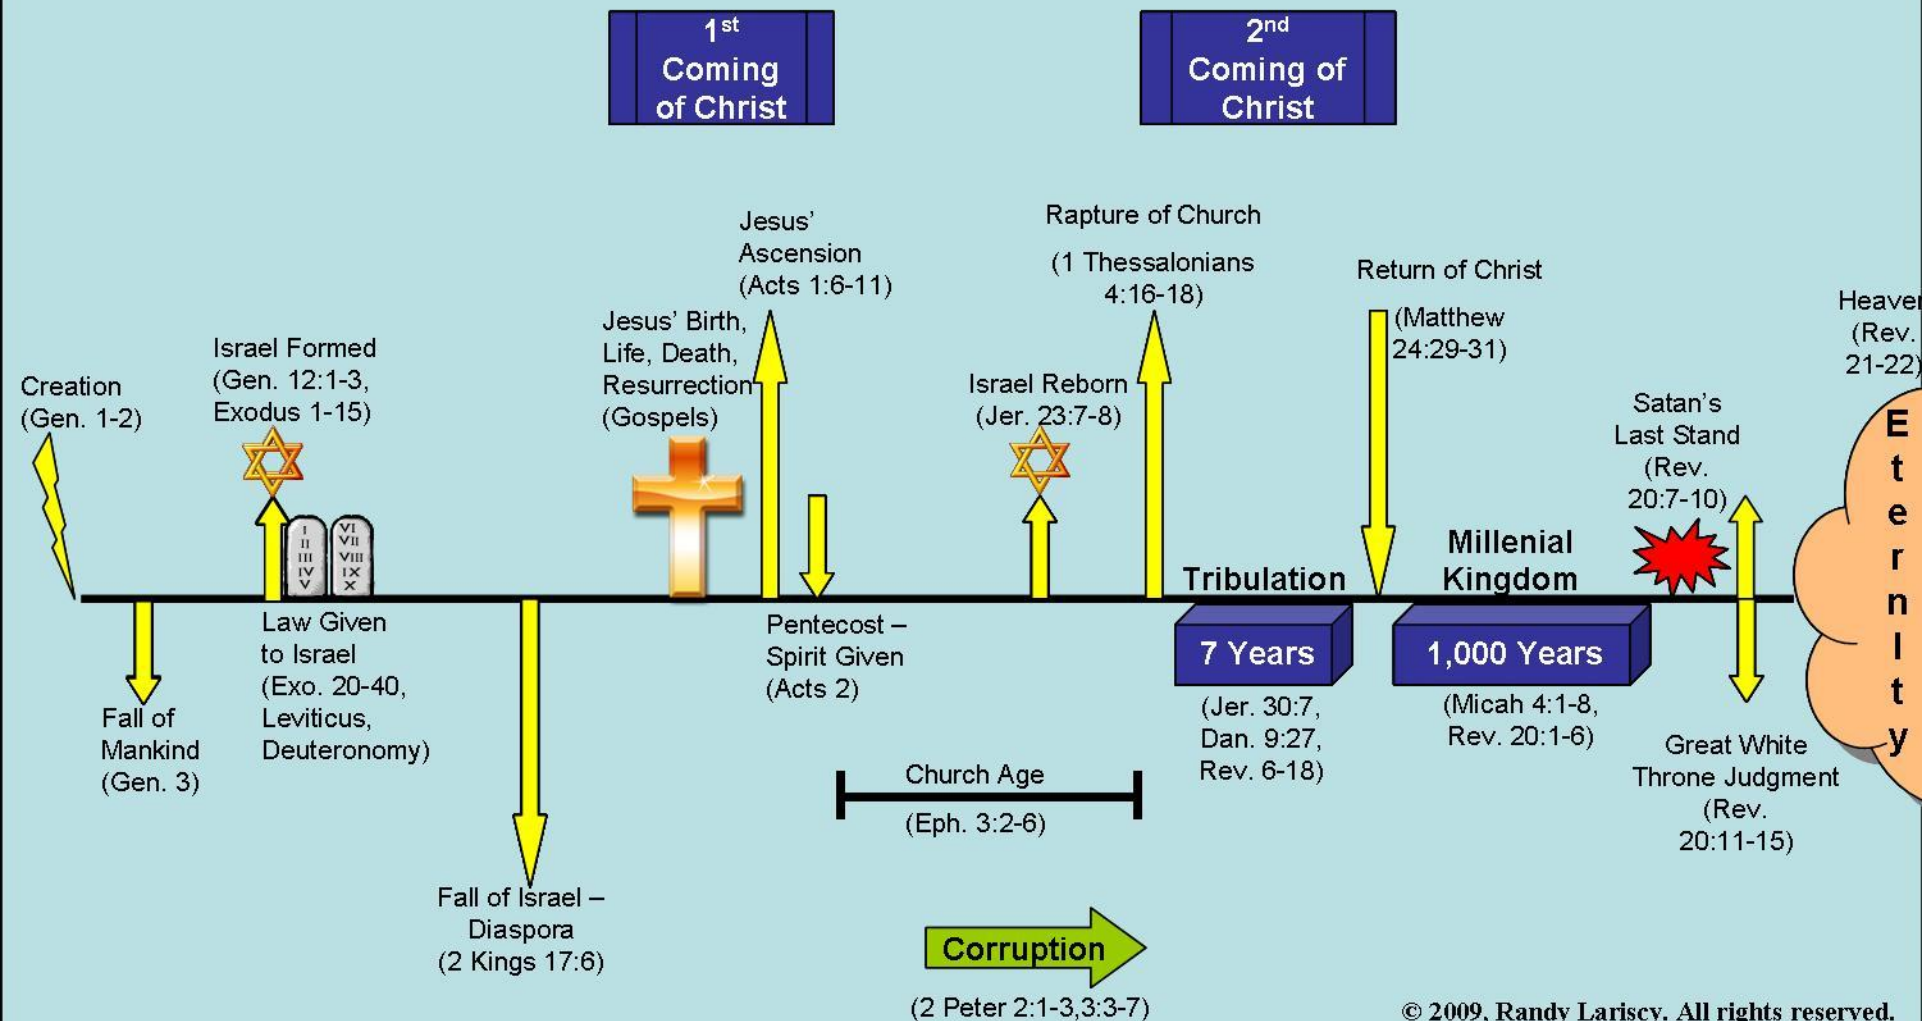 1st
Coming
of Christ
2nd
Coming of
Christ
Creation
(Gen. 1-2)
Fall of
Mankind
(Gen. 3)
Israel Formed
(Gen. 12:1-3,
Exodus 1-15)
I
II
III
IV
V
VI
VII
VIII
IX
X
Law Given
to Israel
(Exo. 20-40,
Leviticus,
Deuteronomy)
Fall of Israel –
Diaspora
(2 Kings 17:6)
Jesus' Birth,
Life, Death,
Resurrection
(Gospels)
Jesus'
Ascension
(Acts 1:6-11)
Pentecost –
Spirit Given
(Acts 2)
Church Age
(Eph. 3:2-6)
Corruption
(2 Peter 2:1-3,3:3-7)
Israel Reborn
(Jer. 23:7-8)
Rapture of Church
(1 Thessalonians
4:16-18)
Tribulation
7 Years
(Jer. 30:7,
Dan. 9:27,
Rev. 6-18)
Return of Christ
(Matthew
24:29-31)
Millenial
Kingdom
1,000 Years
(Micah 4:1-8,
Rev. 20:1-6)
Satan's
Last Stand
(Rev.
20:7-10)
Great White
Throne Judgment
(Rev.
20:11-15)
Heaven
(Rev.
21-22)
E
t
e
r
n
I
t
y
© 2009, Randy Lariscy. All rights reserved.